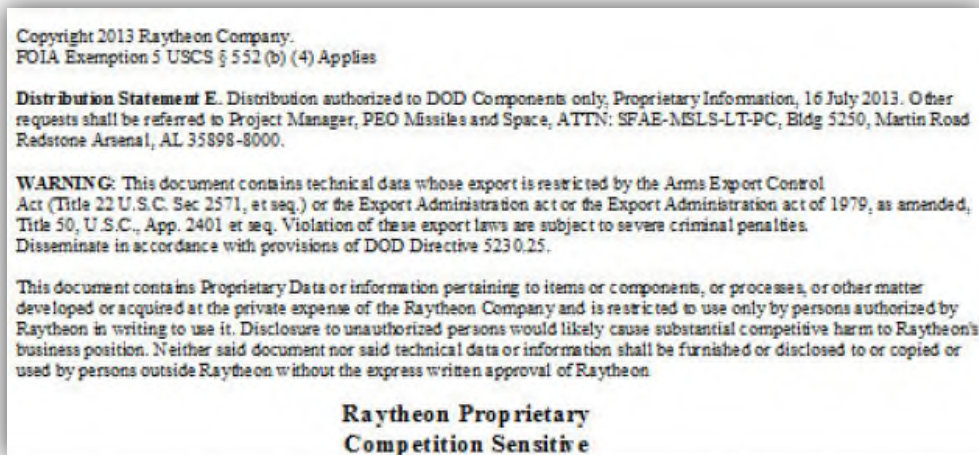 Copyright 2013 Raytheon Company.
FOIA Exemption 5 USCS § 552 (b) (4) Applies
Distribution Statement E. Distribution authorized to DOD Components only, Proprietary Information, 16 July 2013. Other
requests shall be referred to Project Manager, PEO Missiles and Space, ATTN: SFAE-MSLS-LT-PC, Bldg 5250, Martin Road
Redstone Arsenal, AL 35898-8000.
WARNING: This document contains technical data whose export is restricted by the Arms Export Control
Act (Title 22 U.S.C. Sec 2571, et seq.) or the Export Administration act or the Export Administration act of 1979, as amended,
Title 50, U.S.C., App. 2401 et seq. Violation of these export laws are subject to severe criminal penalties.
Disseminate in accordance with provisions of DOD Directive 5230.25.
This document contains Proprietary Data or information pertaining to items or components, or processes, or other matter
developed or acquired at the private expense of the Raytheon Company and is restricted to use only by persons authorized by
Raytheon in writing to use it. Disclosure to unauthorized persons would likely cause substantial competitive harm to Raytheon's
business position. Neither said document nor said technical data or information shall be furnished or disclosed to or copied or
used by persons outside Raytheon without the express written approval of Raytheon
Raytheon Proprietary
Competition Sensitive